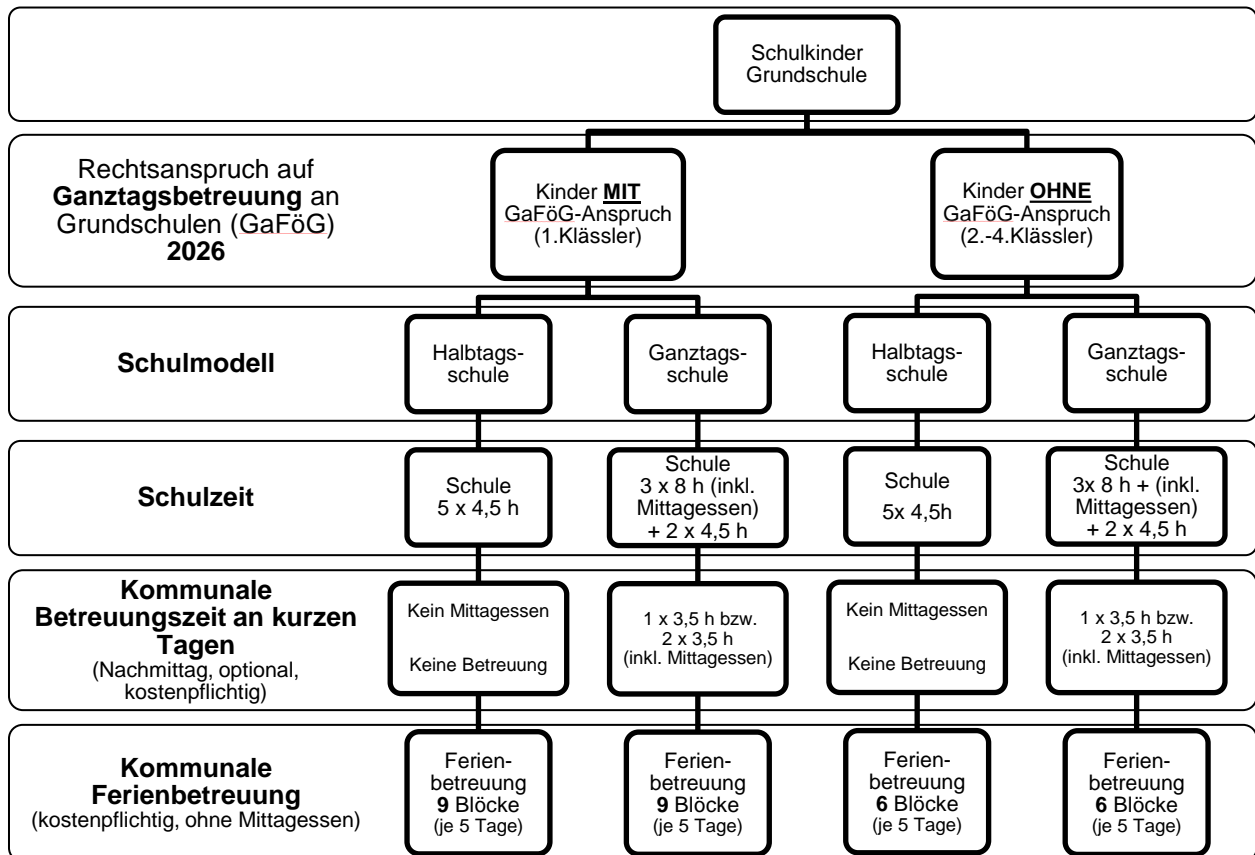 Schulkinder
Grundschule
Rechtsanspruch auf
Ganztagsbetreuung an
Grundschulen (GaFöG)
2026
Kinder MIT
GaFöG-Anspruch
(1.Klässler)
Kinder OHNE
GaFöG-Anspruch
(2.-4.Klässler)
Schulmodell
Halbtags-
schule
Ganztags-
schule
Halbtags-
schule
Ganztags-
schule
Schulzeit
Schule
5 x 4,5 h
Schule
3 x 8 h (inkl.
Mittagessen)
+ 2 x 4,5 h
Schule
5x 4,5h
Schule
3x 8 h + (inkl.
Mittagessen)
+ 2 x 4,5 h
Kommunale
Betreuungszeit an kurzen
Tagen
(Nachmittag, optional,
kostenpflichtig)
Kein Mittagessen
Keine Betreuung
1 x 3,5 h bzw.
2 x 3,5 h
(inkl. Mittagessen)
Kein Mittagessen
Keine Betreuung
1 x 3,5 h bzw.
2 x 3,5 h
(inkl. Mittagessen)
Kommunale
Ferienbetreuung
(kostenpflichtig, ohne Mittagessen)
Ferien-
betreuung
9 Blöcke
(je 5 Tage)
Ferien-
betreuung
9 Blöcke
(je 5 Tage)
Ferien-
betreuung
6 Blöcke
(je 5 Tage)
Ferien-
betreuung
6 Blöcke
(je 5 Tage)